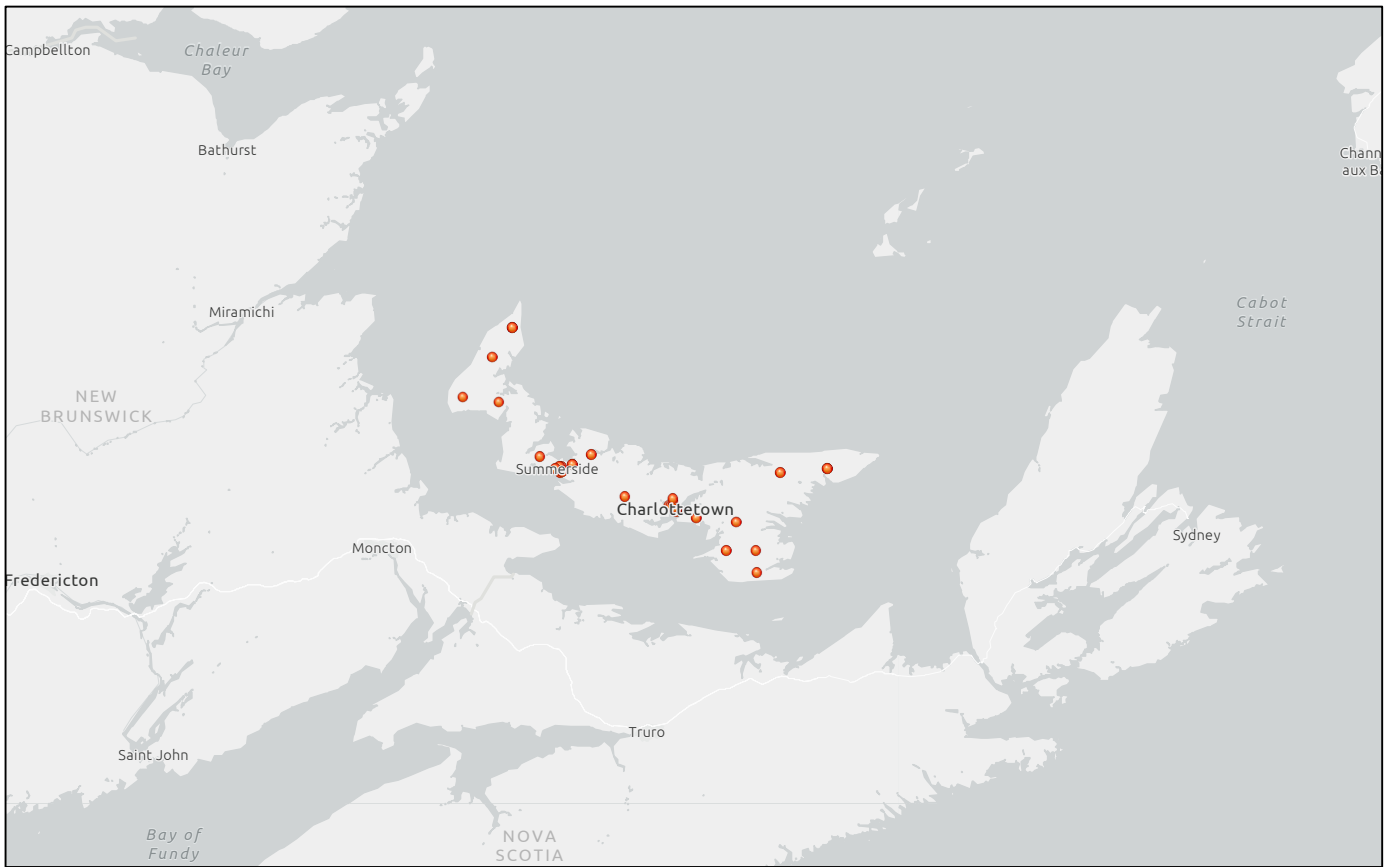 Campbellton
Chaleur
Bay
Bathurst
Chann
aux Ba
Miramichi
Cabot
Strait
NEW
BRUNSWICK
Summerside
Charlottetown
Sydney
Moncton
Fredericton
Truro
Saint John
Bay of
Fundy
NOVA
SCOTIA